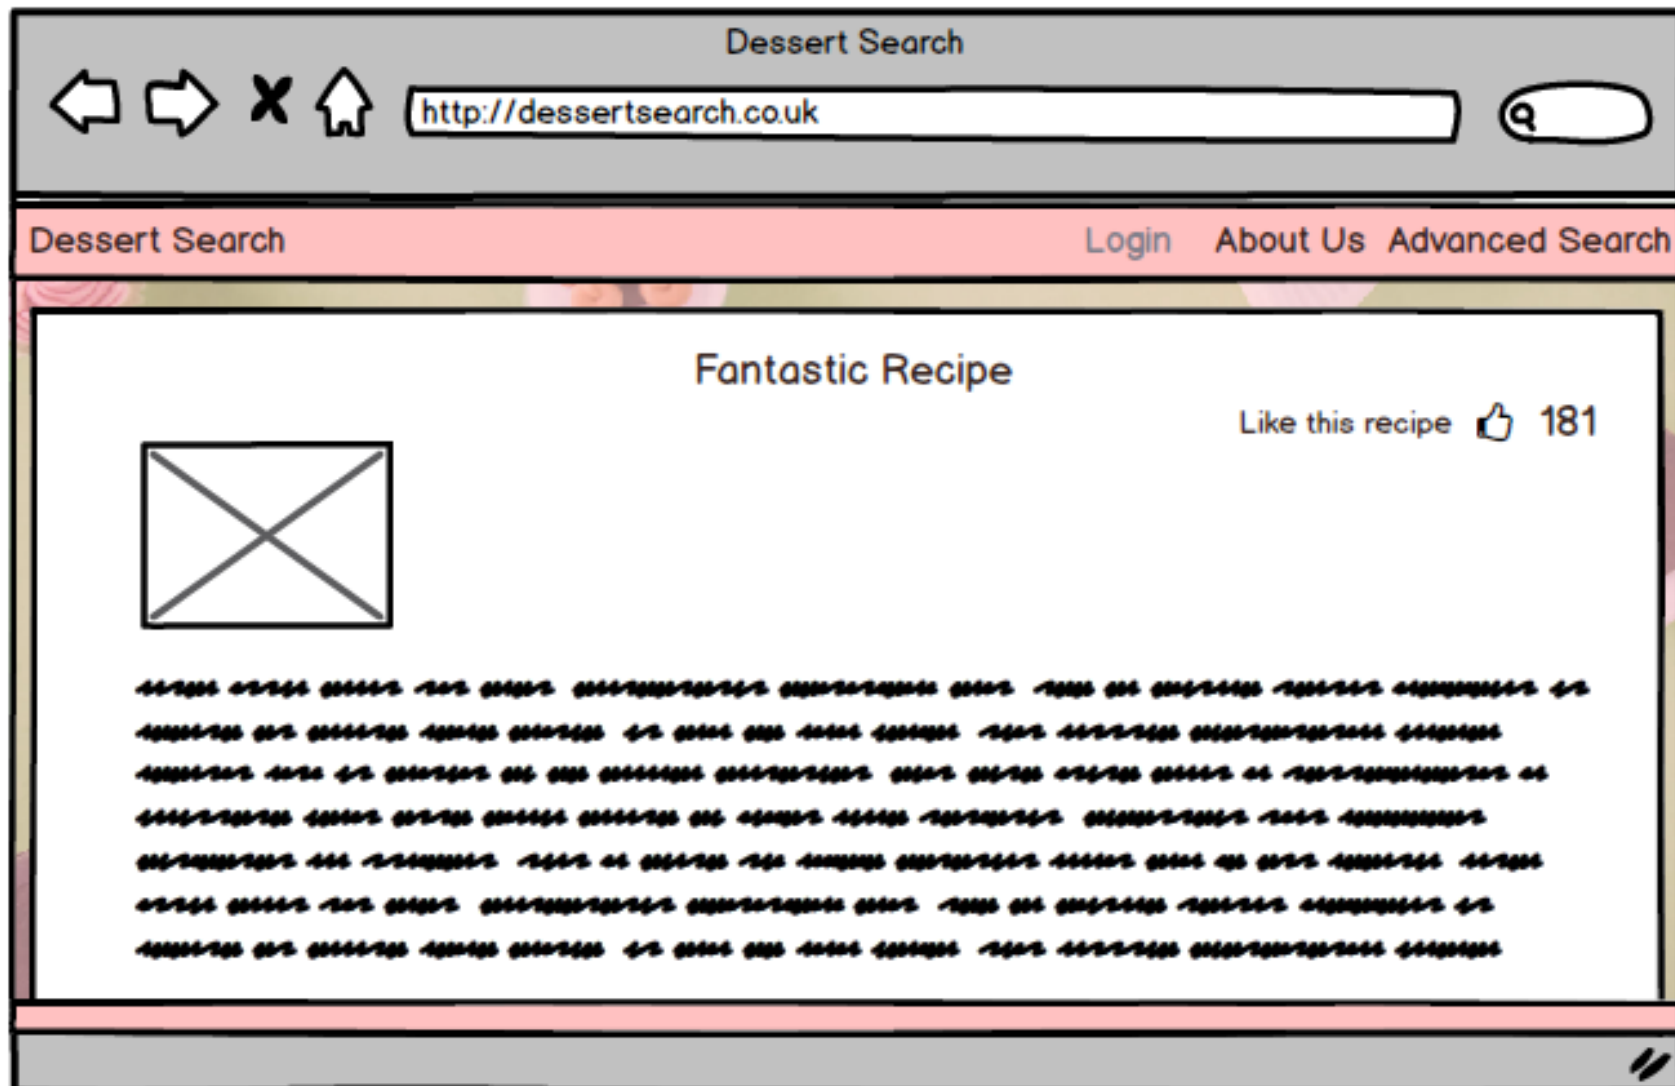 Dessert Search
http://dessertsearch.co.uk
Dessert Search Login About Us Advanced Search
Fantastic Recipe
Like this recipe 181